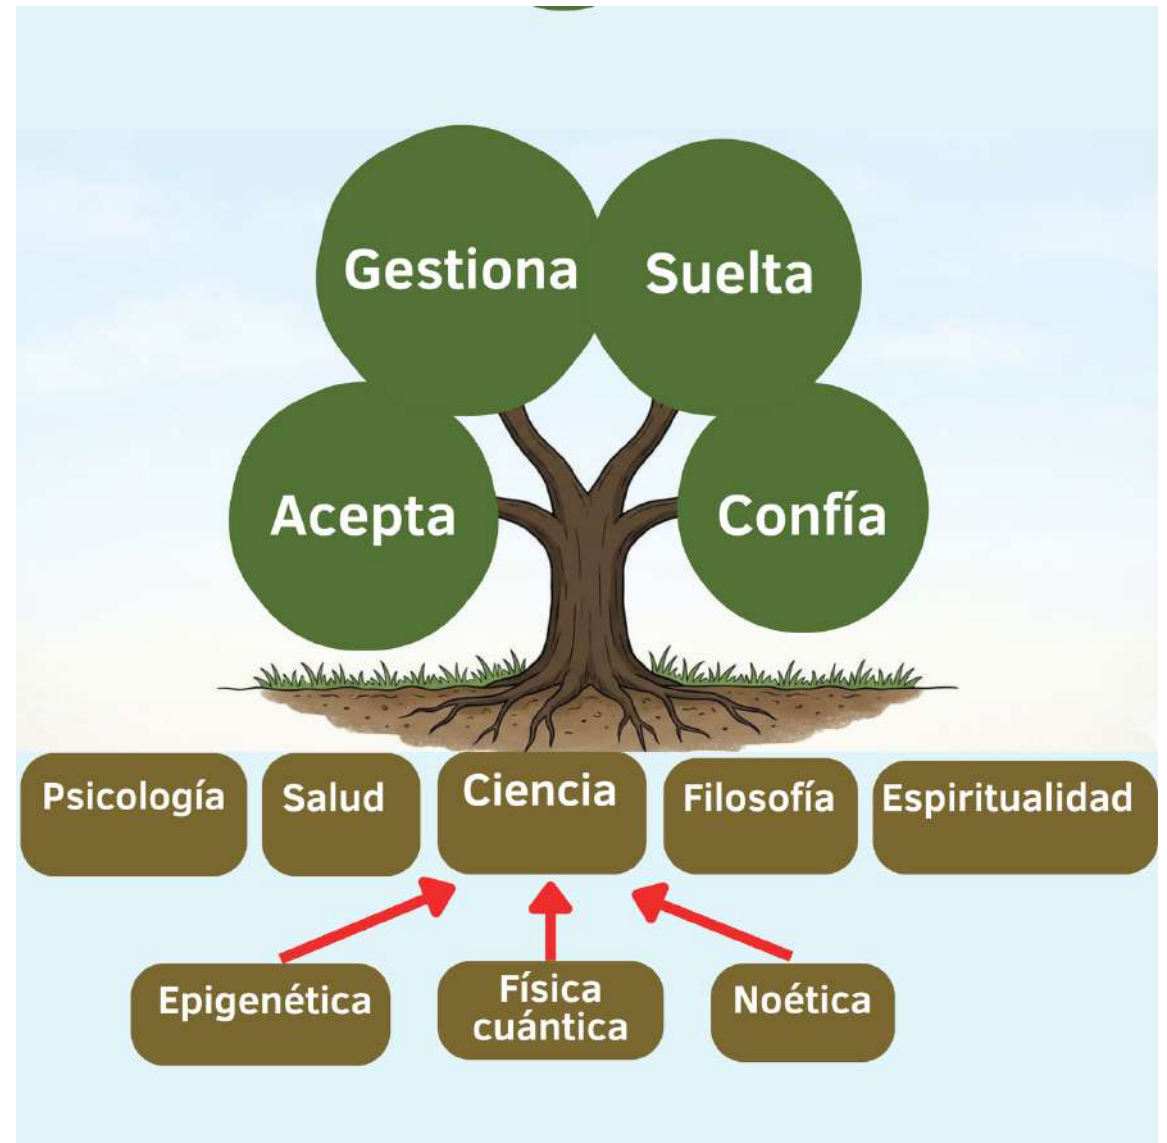 Gestiona
Suelta
Acepta
Confía
Psicología
Salud
Ciencia
Filosofía
Espiritualidad
Epigenética
Física
cuántica
Noética